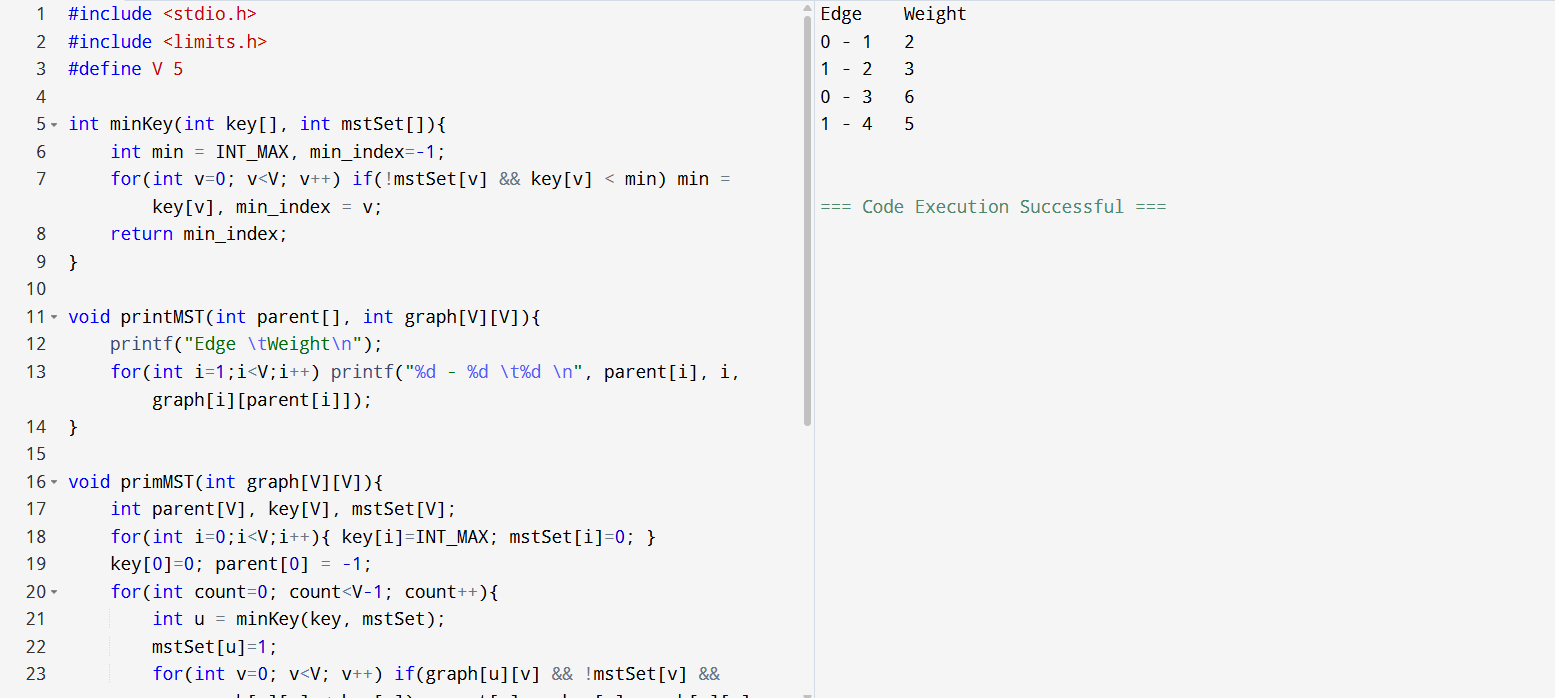 1 #include <stdio.h>
2 #include <limits.h>
3 #define V 5
4
5 int minKey(int key[], int mstSet[]){
6 int min = INT_MAX, min_index=-1;
7 for(int v=0; v<V; v++) if(!mstSet[v] && key[v] < min) min =
key[v], min_index = v;
8 return min_index;
9 }
10
11 void printMST(int parent[], int graph[V][V]){
12 printf("Edge \tWeight\n");
13 for(int i=1;i<V;i++) printf("%d - %d \t%d \n", parent[i], i,
graph[i][parent[i]]);
14 }
15
16 void primMST(int graph[V][V]){
17 int parent[V], key[V], mstSet[V];
18 for(int i=0;i<V;i++){ key[i]=INT_MAX; mstSet[i]=0; }
19 key[0]=0; parent[0] = -1;
20 for(int count=0; count<V-1; count++){
21 int u = minKey(key, mstSet);
22 mstSet[u]=1;
23 for(int v=0; v<V; v++) if(graph[u][v] && !mstSet[v] &&
Edge Weight
0 - 1 2
1 - 2 3
0 - 3 6
1 - 4 5
=== Code Execution Successful ===